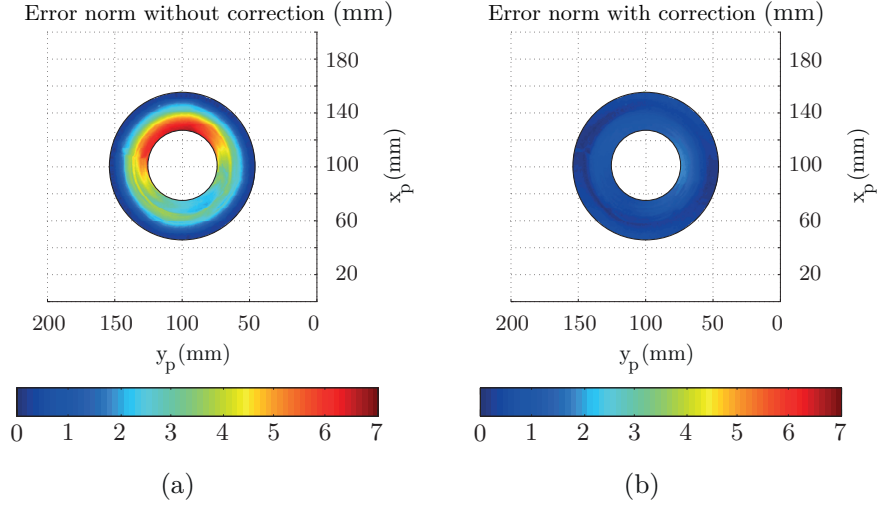 Error norm without correction (mm)
180
140
100
60
20
x_p (mm)
200 150 100 50 0
y_p (mm)
0 1 2 3 4 5 6 7
(a)
Error norm with correction (mm)
180
140
100
60
20
x_p (mm)
200 150 100 50 0
y_p (mm)
0 1 2 3 4 5 6 7
(b)